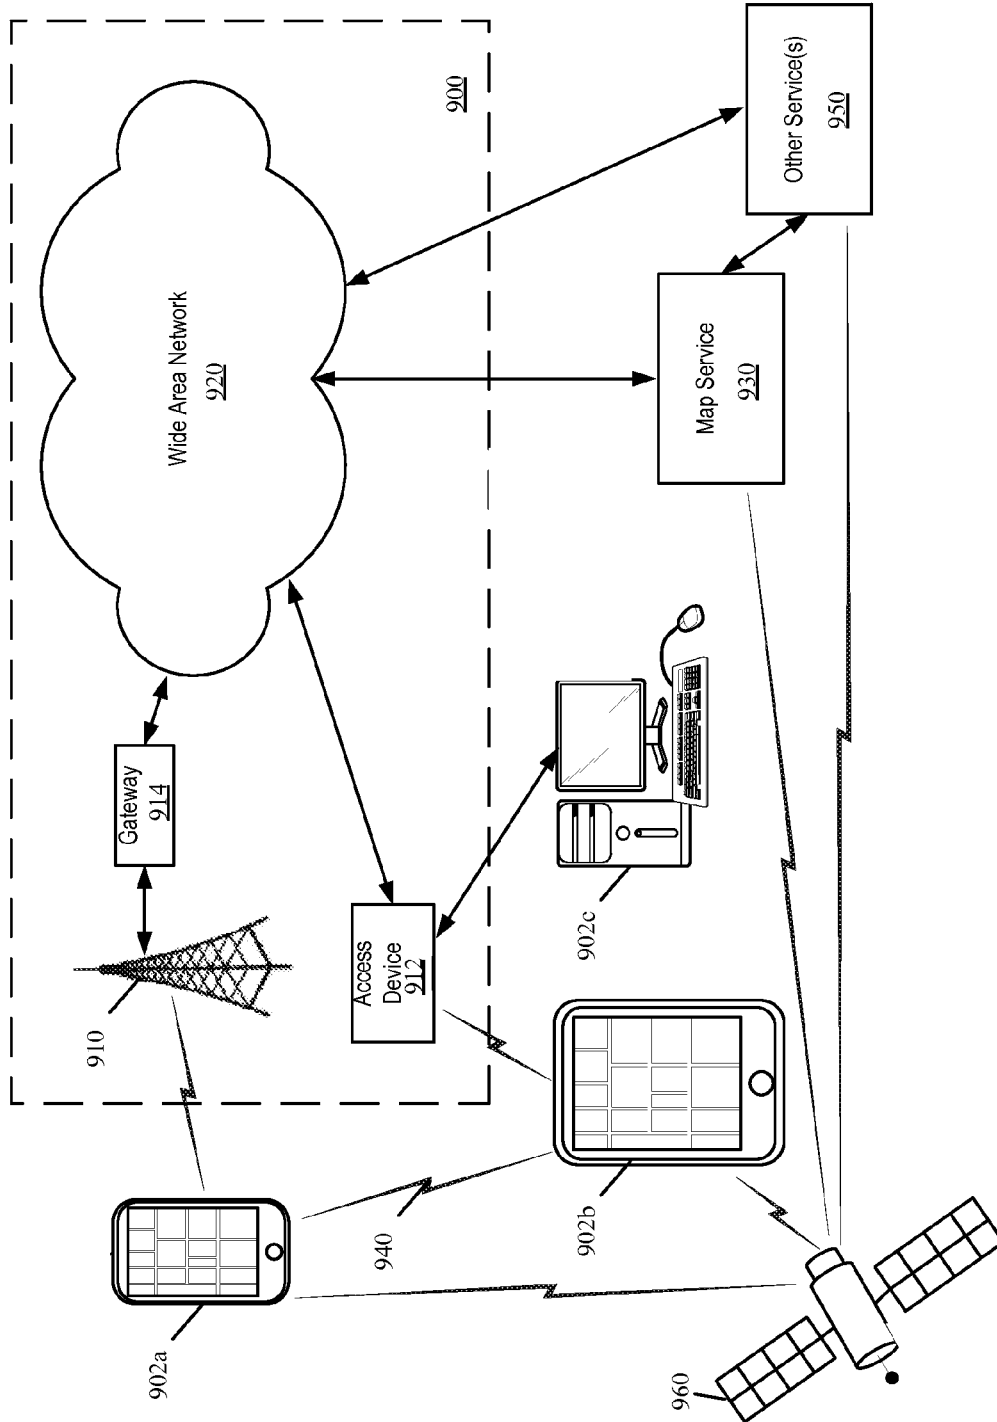 900
Wide Area Network
920
Other Service(s)
950
Map Service
930
Gateway
914
910
Access
Device
912
902c
902a
940
902b
960